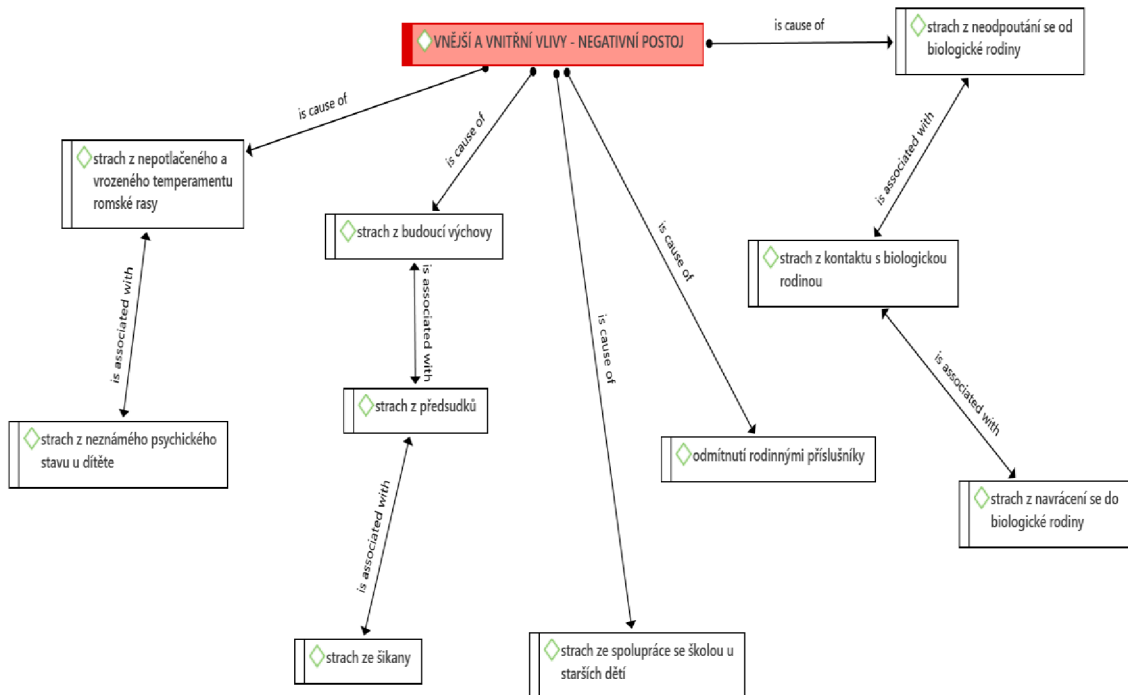 VNĚJŠÍ A VNITŘNÍ VLIVY - NEGATIVNÍ POSTOJ
is cause of
strach z neodpoutání se od
biologické rodiny
is cause of
is cause of
is associated with
strach z nepotlačeného a
vrozeného temperamentu
romské rasy
strach z budoucí výchovy
is cause of
strach z kontaktu s biologickou
rodinou
is associated with
is associated with
is cause of
is associated with
strach z předsudků
strach z neznámého psychického
stavu u dítěte
odmítnutí rodinnými příslušníky
strach z navrácení se do
biologické rodiny
is associated with
strach ze šikany
strach ze spolupráce se školou u
starších dětí